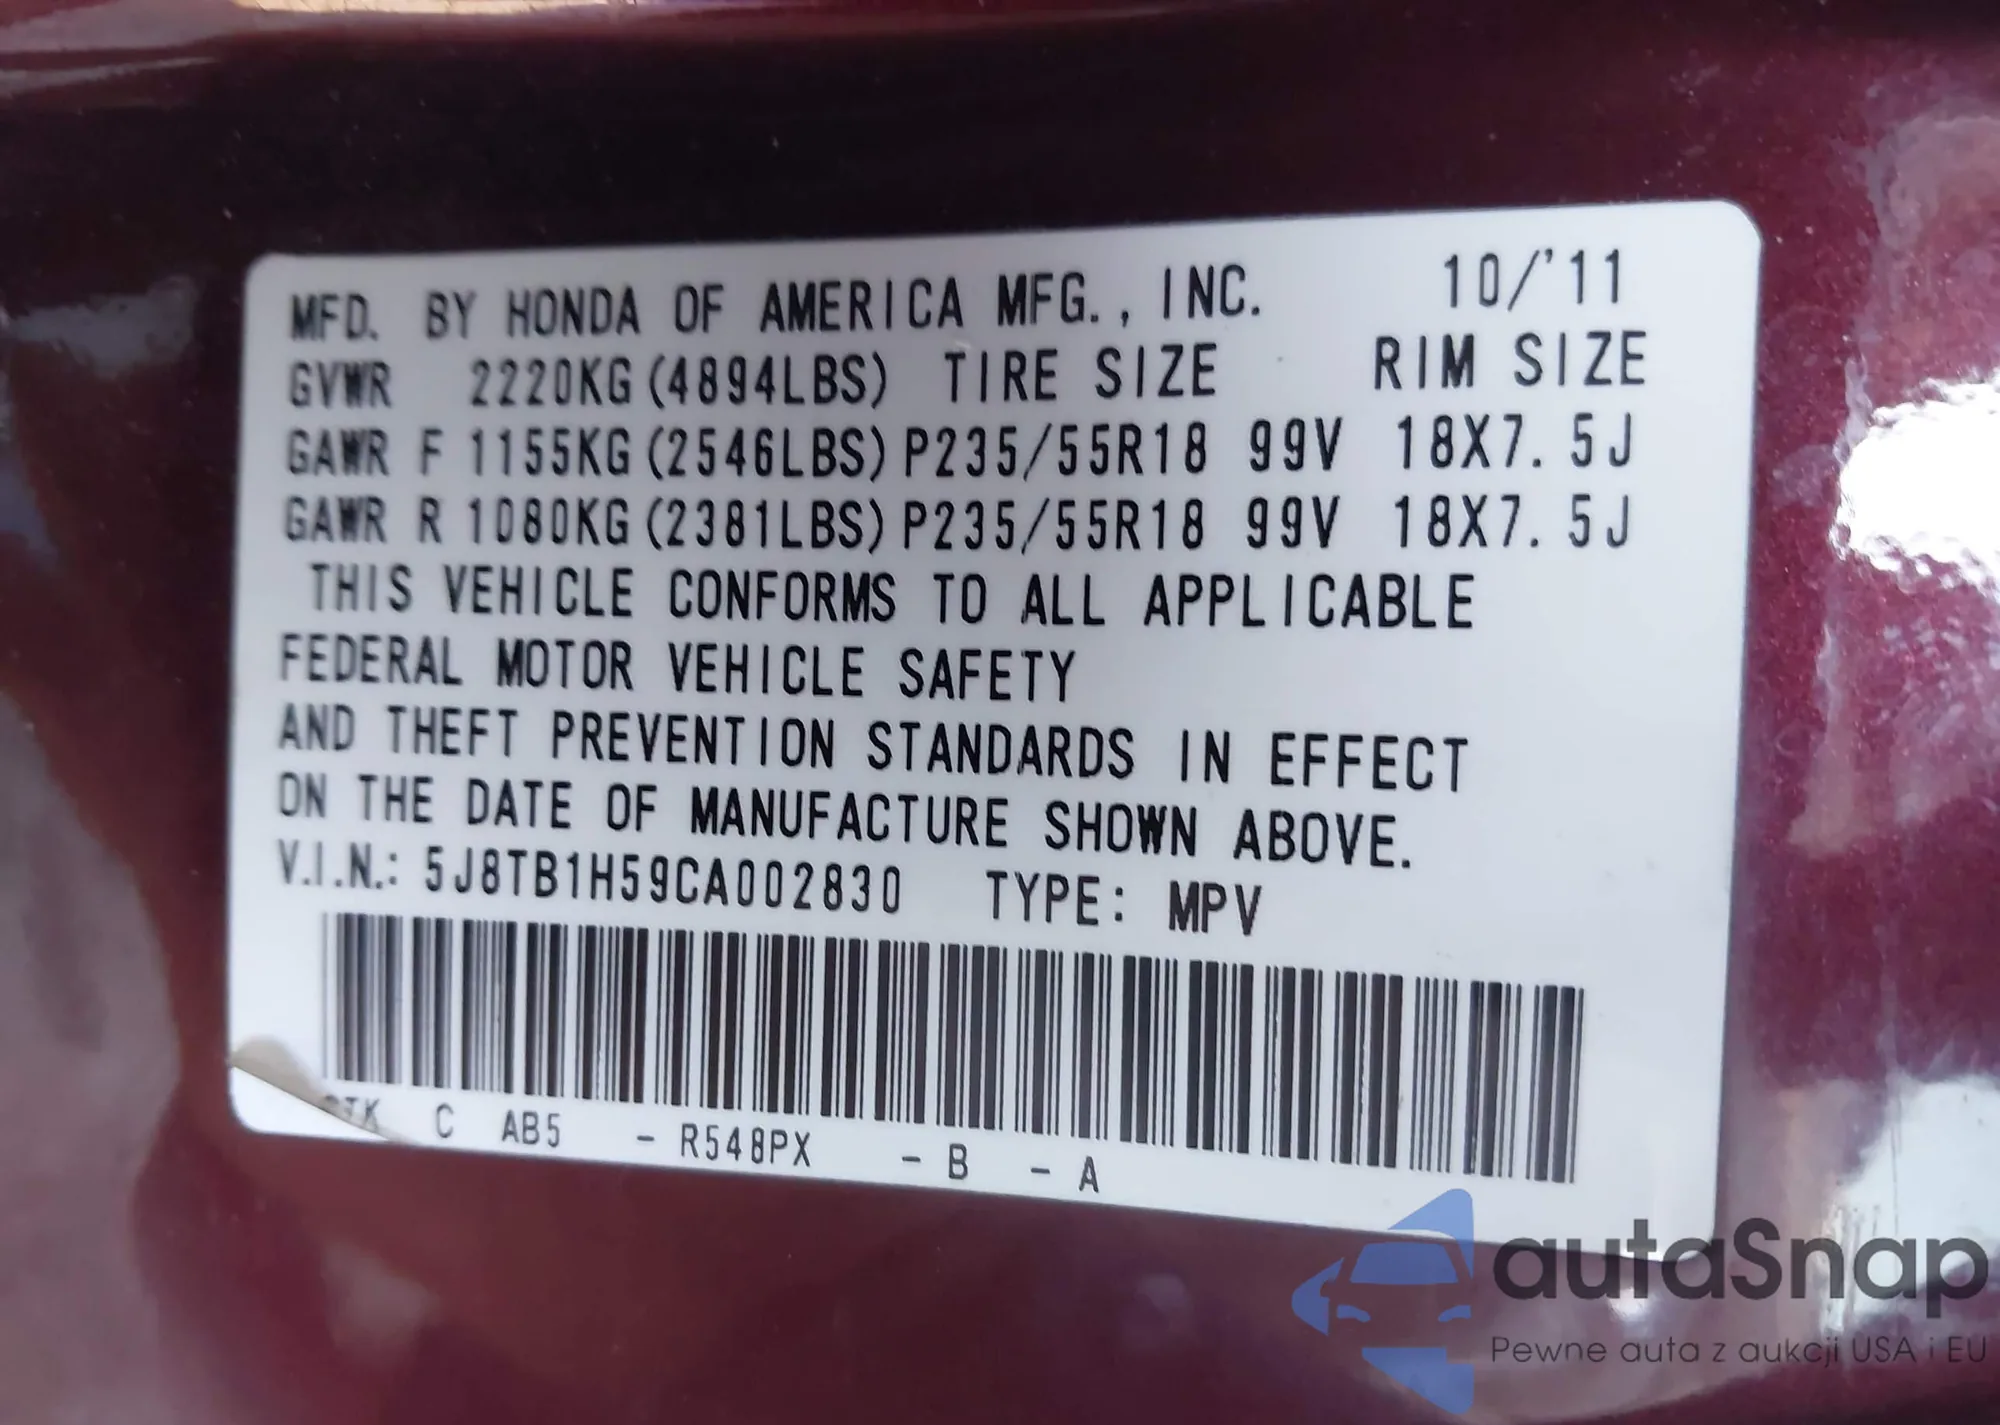 MFD. BY HONDA OF AMERICA MFG., INC. 10/'11
GVWR 2220KG(4894LBS) TIRE SIZE RIM SIZE
GAWR F 1155KG(2546LBS) P235/55R18 99V 18X7.5J
GAWR R 1080KG(2381LBS) P235/55R18 99V 18X7.5J
THIS VEHICLE CONFORMS TO ALL APPLICABLE
FEDERAL MOTOR VEHICLE SAFETY
AND THEFT PREVENTION STANDARDS IN EFFECT
ON THE DATE OF MANUFACTURE SHOWN ABOVE.
V.I.N.: 5J8TB1H59CA002830 TYPE: MPV
C AB5 - R548PX - B - A
autaSnap
Pewne auta z aukcji USA i EU